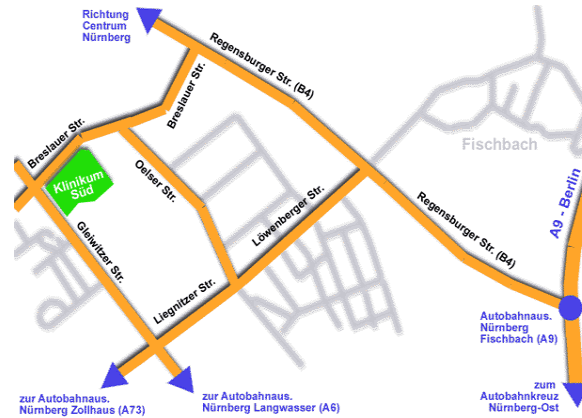 Richtung
Centrum
Nürnberg
Regensburger Str. (B4)
Breslauer Str.
Breslauer Str.
Fischbach
Klinikum
Süd
Oelser Str.
Löwenberger Str.
Regensburger Str. (B4)
A9 - Berlin
Gleiwitzer Str.
Liegnitzer Str.
Autobahnaus.
Nürnberg
Fischbach (A9)
zur Autobahnaus.
Nürnberg Zollhaus (A73)
zur Autobahnaus.
Nürnberg Langwasser (A6)
zum
Autobahnkreuz
Nürnberg-Ost